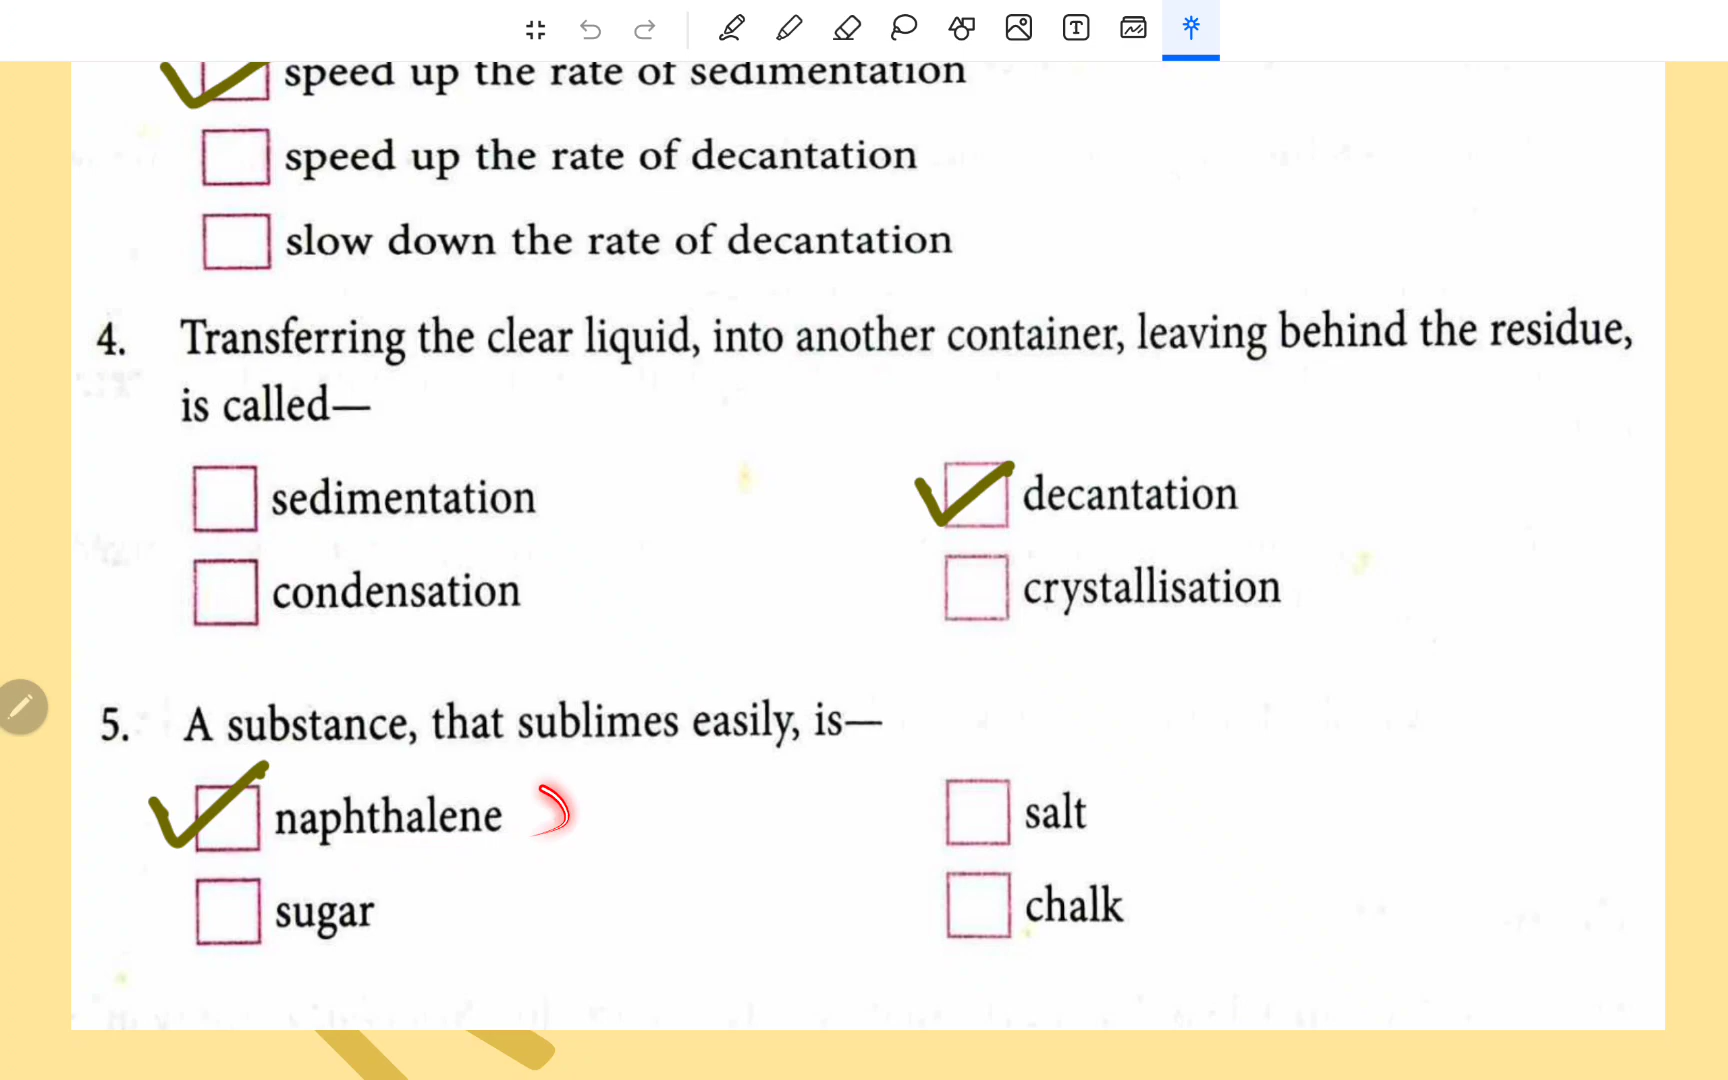 speed up the rate of sedimentation
speed up the rate of decantation
slow down the rate of decantation
4. Transferring the clear liquid, into another container, leaving behind the residue,
is called—
sedimentation decantation
condensation crystallisation
5. A substance, that sublimes easily, is—
naphthalene salt
sugar chalk